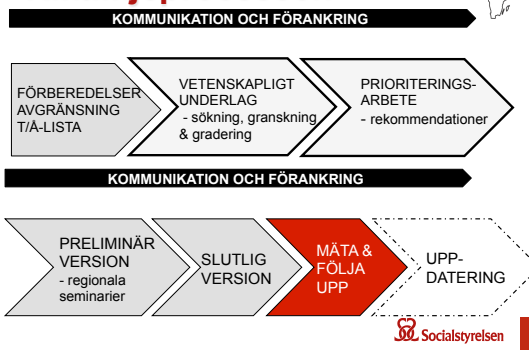 KOMMUNIKATION OCH FÖRANKRING
FÖRBEREDELSER
AVGRÄNSNING
T/Å-LISTA
VETENSKAPLIGT
UNDERLAG
- sökning, granskning
& gradering
PRIORITERINGS-
ARBETE
- rekommendationer
KOMMUNIKATION OCH FÖRANKRING
PRELIMINÄR
VERSION
- regionala
seminarier
SLUTLIG
VERSION
MÄTA &
FÖLJA
UPP
UPP-
DATERING
Socialstyrelsen